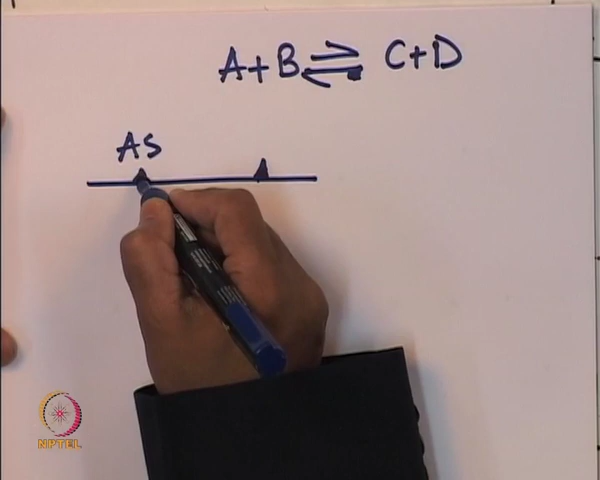 A+B ⇌ C+D
AS
NPTEL